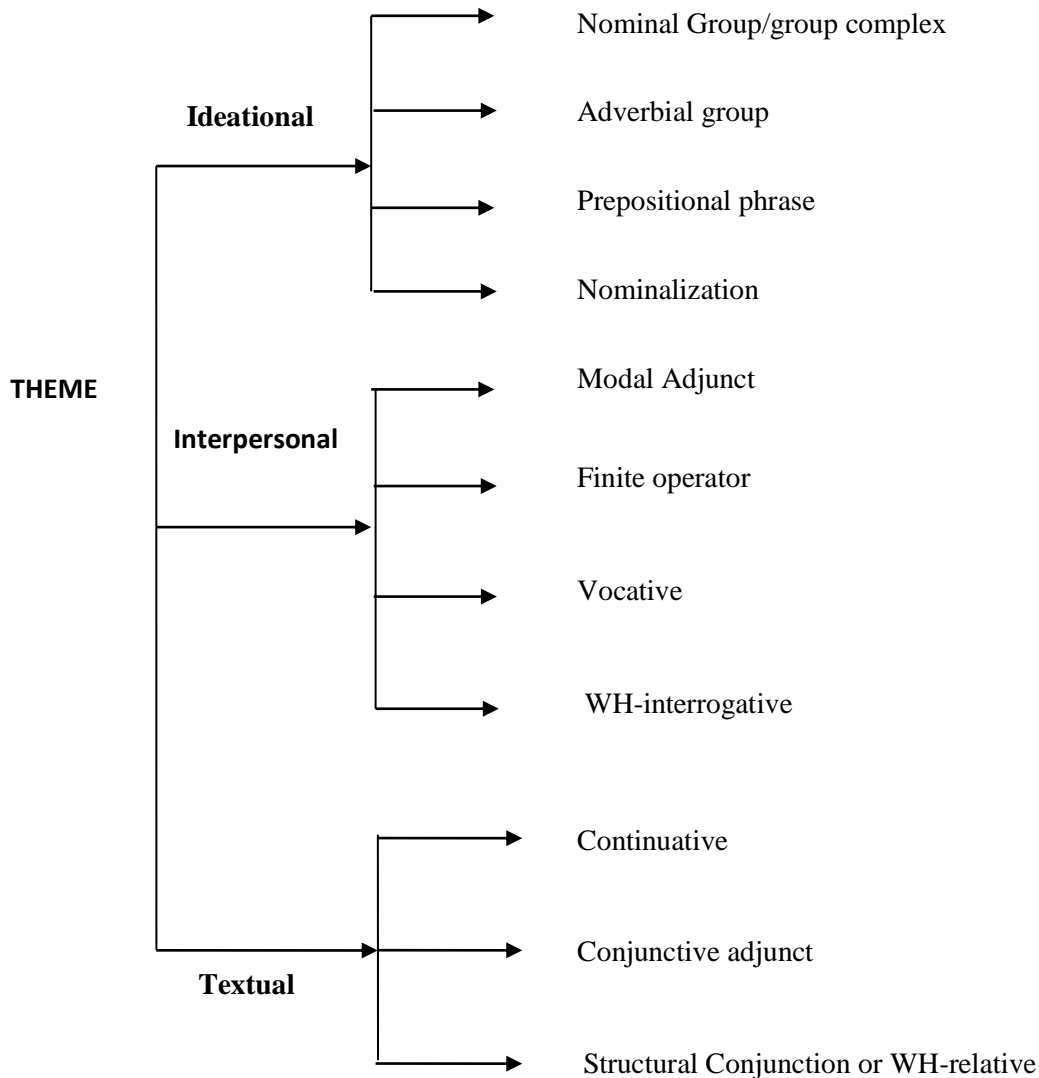 Nominal Group/group complex
Ideational
Adverbial group
Prepositional phrase
Nominalization
THEME
Modal Adjunct
Interpersonal
Finite operator
Vocative
WH-interrogative
Continuative
Conjunctive adjunct
Textual
Structural Conjunction or WH-relative